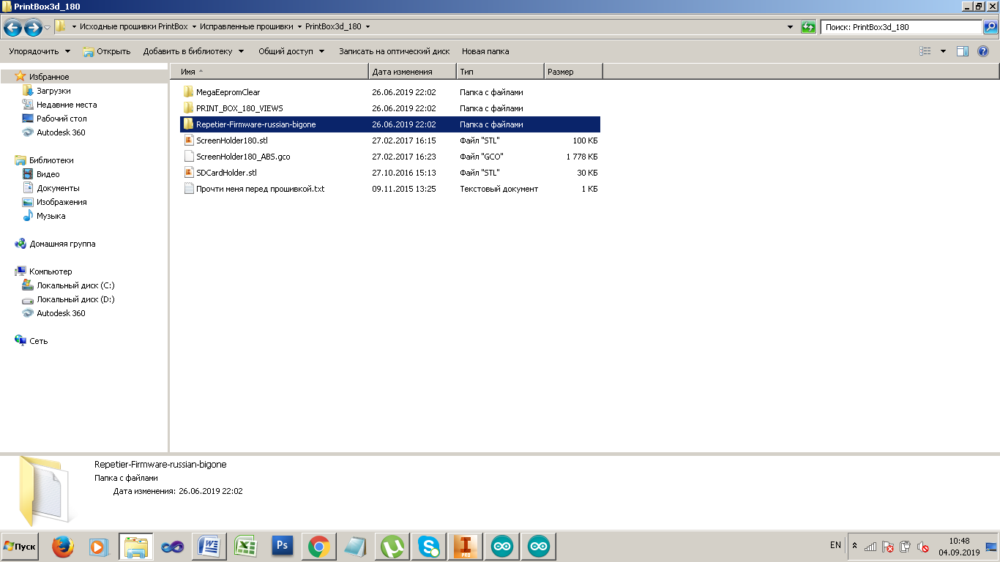 PrintBox3d_180
Исходные прошивки PrintBox Исправленные прошивки PrintBox3d_180 Поиск: PrintBox3d_180
Упорядочить Открыть Добавить в библиотеку Общий доступ Записать на оптический диск Новая папка
Избранное
Загрузки
Недавние места
Рабочий стол
Autodesk 360
Библиотеки
Видео
Документы
Изображения
Музыка
Домашняя группа
Компьютер
Локальный диск (C:)
Локальный диск (D:)
Autodesk 360
Сеть
Имя Дата изменения Тип Размер
MegaEepromClear 26.06.2019 22:02 Папка с файлами
PRINT_BOX_180_VIEWS 26.06.2019 22:02 Папка с файлами
Repetier-Firmware-russian-bigone 26.06.2019 22:02 Папка с файлами
ScreenHolder180.stl 27.02.2017 16:15 Файл "STL" 100 КБ
ScreenHolder180_ABS.gco 27.02.2017 16:23 Файл "GCO" 1 778 КБ
SDCardHolder.stl 27.10.2016 15:13 Файл "STL" 30 КБ
Прочти меня перед прошивкой.txt 09.11.2015 13:25 Текстовый документ 1 КБ
Repetier-Firmware-russian-bigone
Папка с файлами
Дата изменения: 26.06.2019 22:02
Пуск Ps PRO EN 10:48
04.09.2019